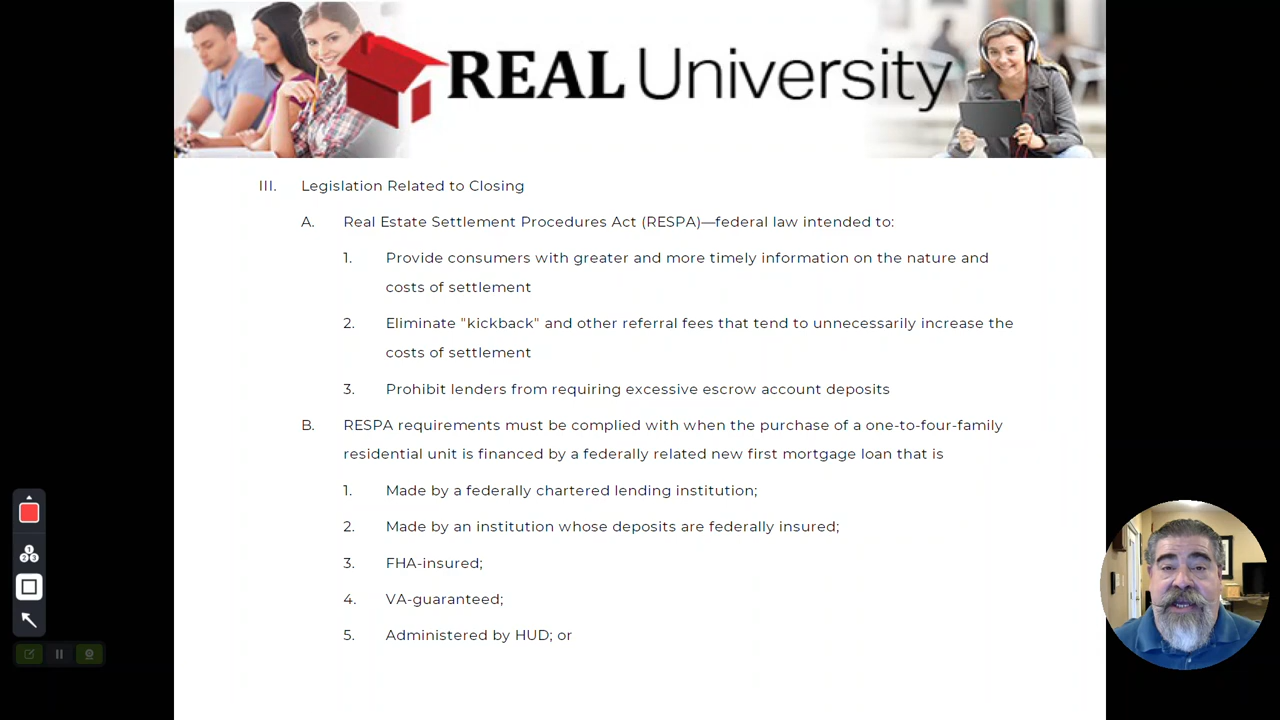 REAL University
III. Legislation Related to Closing
A. Real Estate Settlement Procedures Act (RESPA)—federal law intended to:
1. Provide consumers with greater and more timely information on the nature and
costs of settlement
2. Eliminate "kickback" and other referral fees that tend to unnecessarily increase the
costs of settlement
3. Prohibit lenders from requiring excessive escrow account deposits
B. RESPA requirements must be complied with when the purchase of a one-to-four-family
residential unit is financed by a federally related new first mortgage loan that is
1. Made by a federally chartered lending institution;
2. Made by an institution whose deposits are federally insured;
3. FHA-insured;
4. VA-guaranteed;
5. Administered by HUD; or